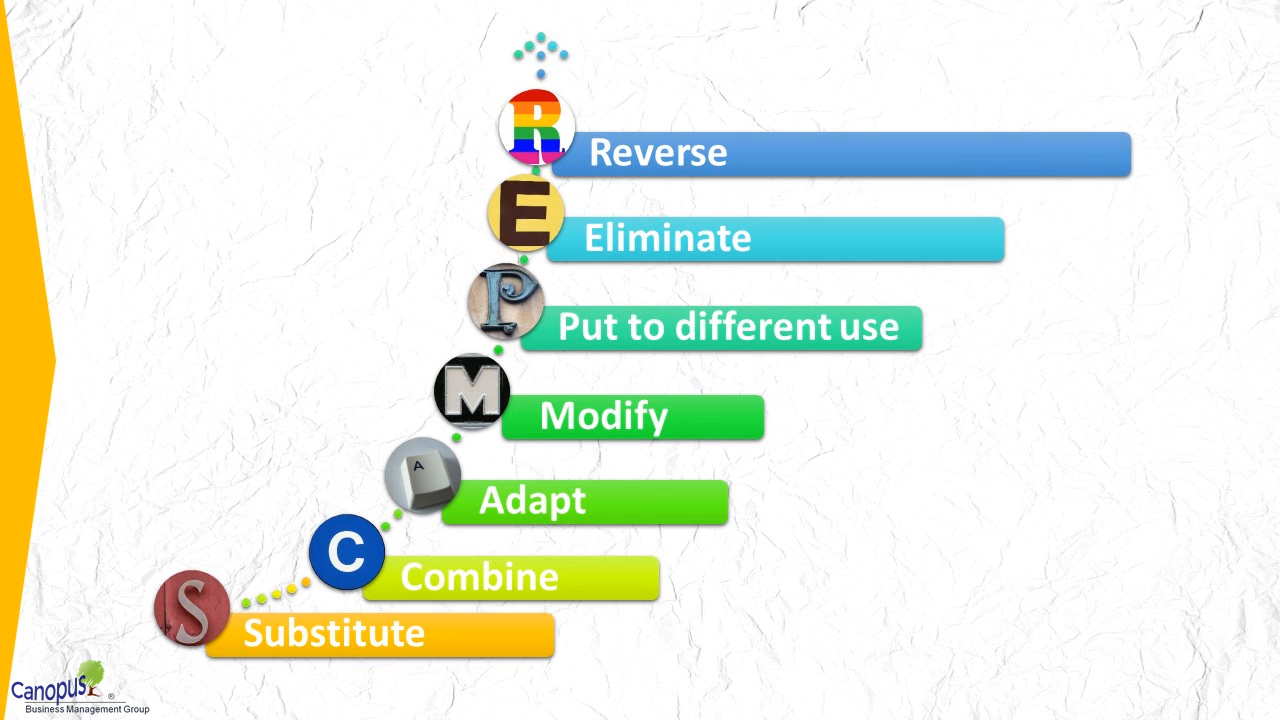 R Reverse
E Eliminate
P Put to different use
M Modify
A Adapt
C Combine
S Substitute
Canopus ®
Business Management Group